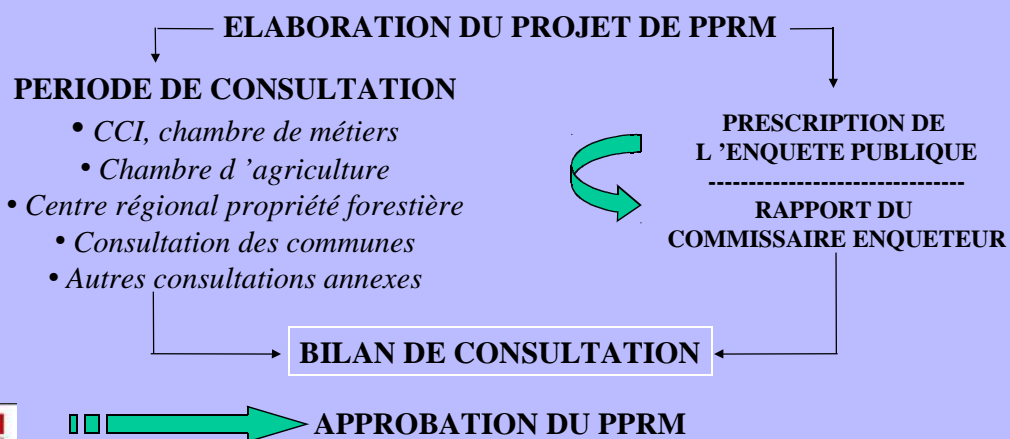 ELABORATION DU PROJET DE PPRM
PERIODE DE CONSULTATION
• CCI, chambre de métiers
• Chambre d ’agriculture
• Centre régional propriété forestière
• Consultation des communes
• Autres consultations annexes
PRESCRIPTION DE
L ’ENQUETE PUBLIQUE
--------------------------------
RAPPORT DU
COMMISSAIRE ENQUETEUR
BILAN DE CONSULTATION
APPROBATION DU PPRM